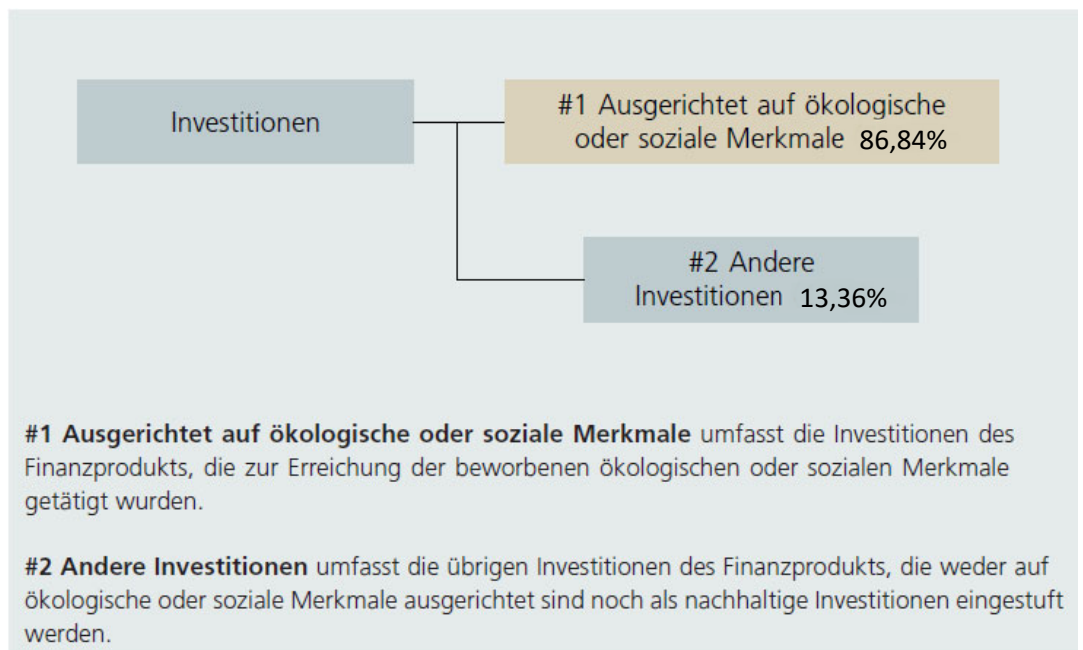 Investitionen
#1 Ausgerichtet auf ökologische
oder soziale Merkmale 86,84%
#2 Andere
Investitionen 13,36%
#1 Ausgerichtet auf ökologische oder soziale Merkmale umfasst die Investitionen des
Finanzprodukts, die zur Erreichung der beworbenen ökologischen oder sozialen Merkmale
getätigt wurden.
#2 Andere Investitionen umfasst die übrigen Investitionen des Finanzprodukts, die weder auf
ökologische oder soziale Merkmale ausgerichtet sind noch als nachhaltige Investitionen eingestuft
werden.